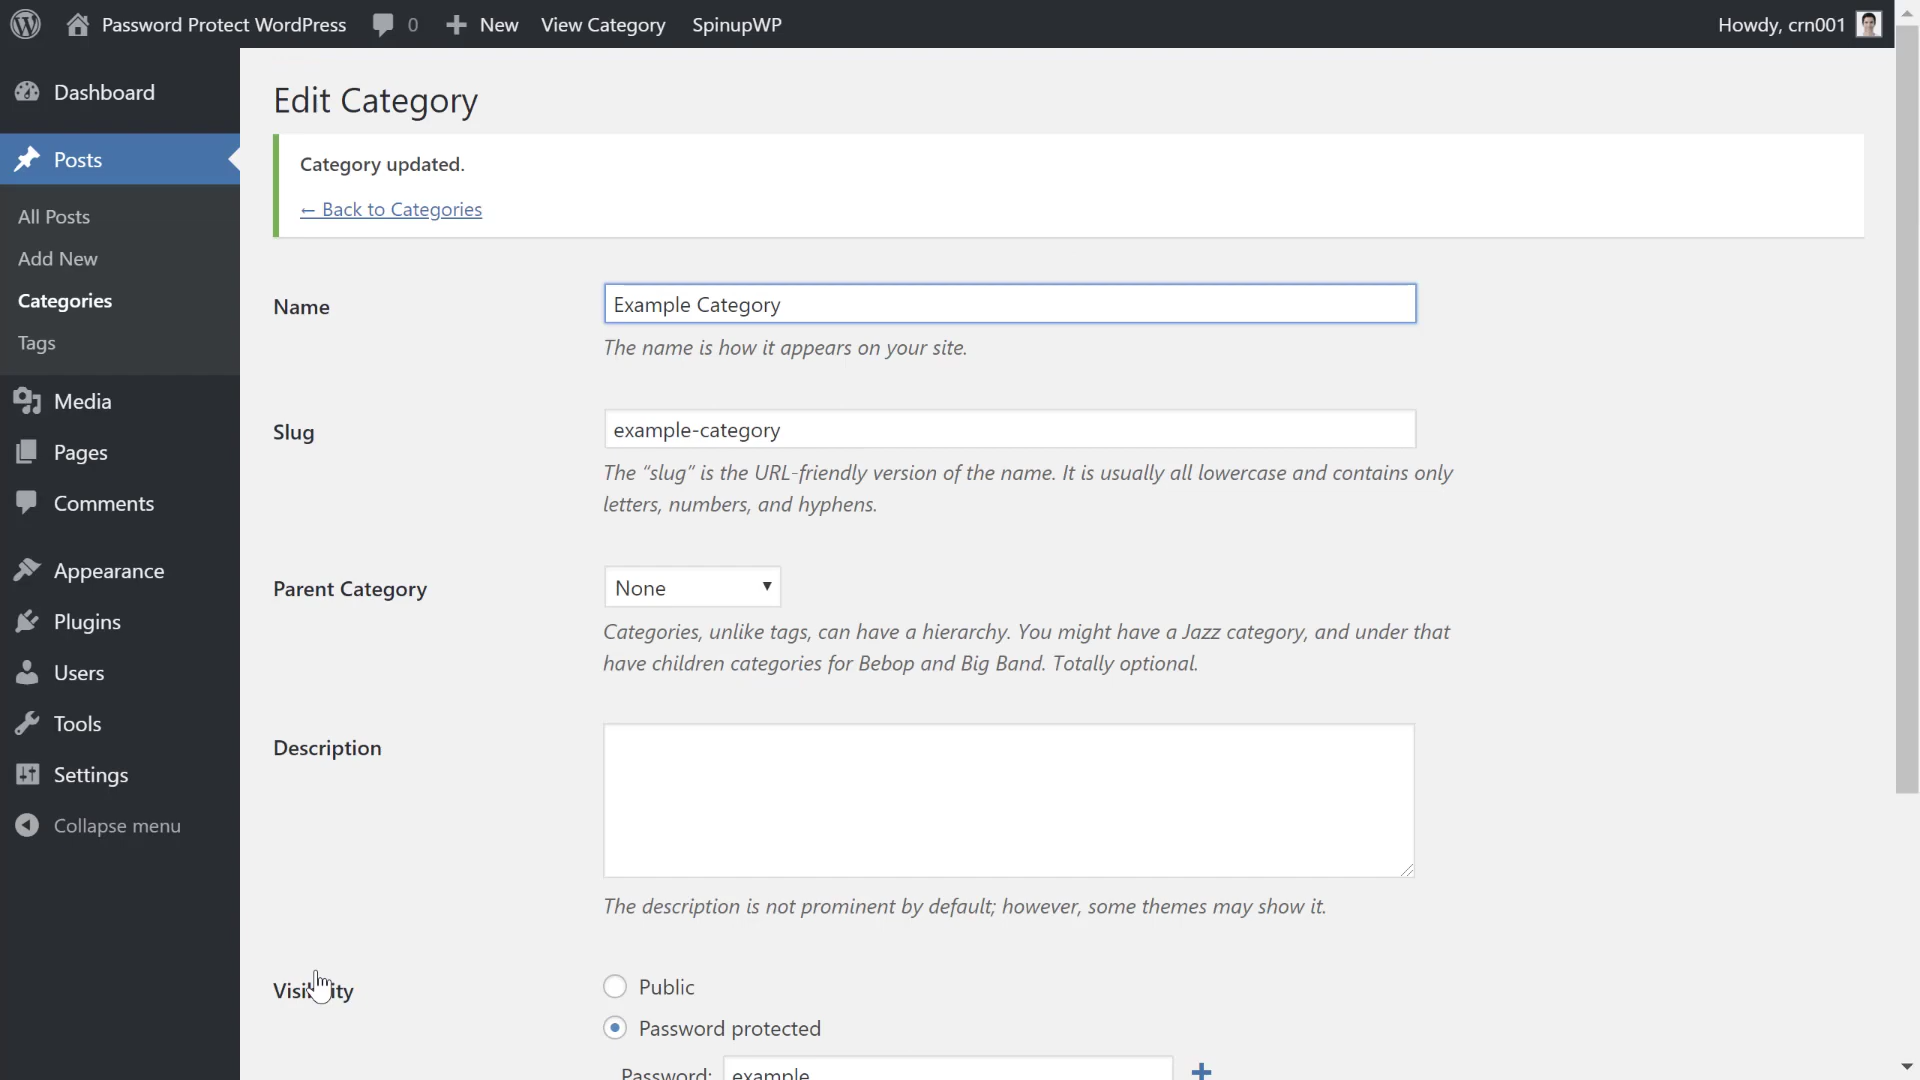 Password Protect WordPress
0
New
View Category
SpinupWP
Howdy, crn001
Dashboard
Posts
All Posts
Add New
Categories
Tags
Media
Pages
Comments
Appearance
Plugins
Users
Tools
Settings
Collapse menu
Edit Category
Category updated.
← Back to Categories
Name
Example Category
The name is how it appears on your site.
Slug
example-category
The “slug” is the URL-friendly version of the name. It is usually all lowercase and contains only
letters, numbers, and hyphens.
Parent Category
None
Categories, unlike tags, can have a hierarchy. You might have a Jazz category, and under that
have children categories for Bebop and Big Band. Totally optional.
Description
The description is not prominent by default; however, some themes may show it.
Visibility
Public
Password protected
Password:
example